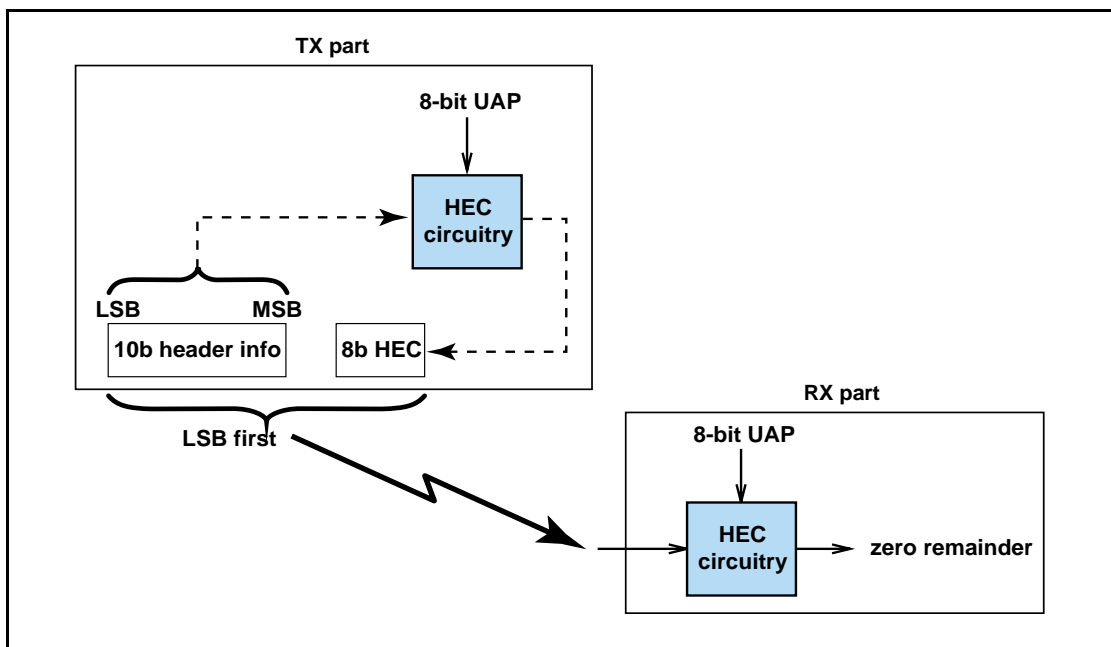 TX part
8-bit UAP
HEC
circuitry
LSB
MSB
10b header info
8b HEC
LSB first
RX part
8-bit UAP
HEC
circuitry
zero remainder